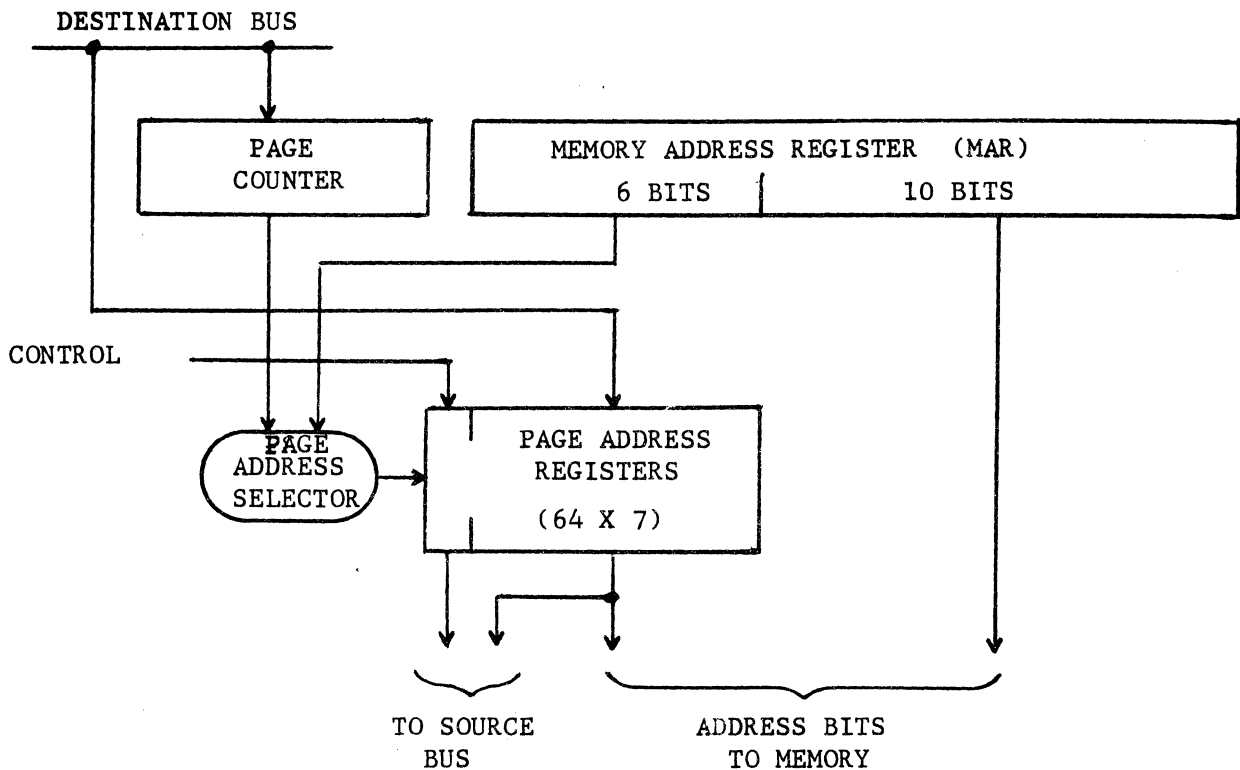 DESTINATION BUS
PAGE
COUNTER
MEMORY ADDRESS REGISTER (MAR)
6 BITS
10 BITS
CONTROL
PAGE
ADDRESS
SELECTOR
PAGE ADDRESS
REGISTERS
(64 X 7)
TO SOURCE
BUS
ADDRESS BITS
TO MEMORY